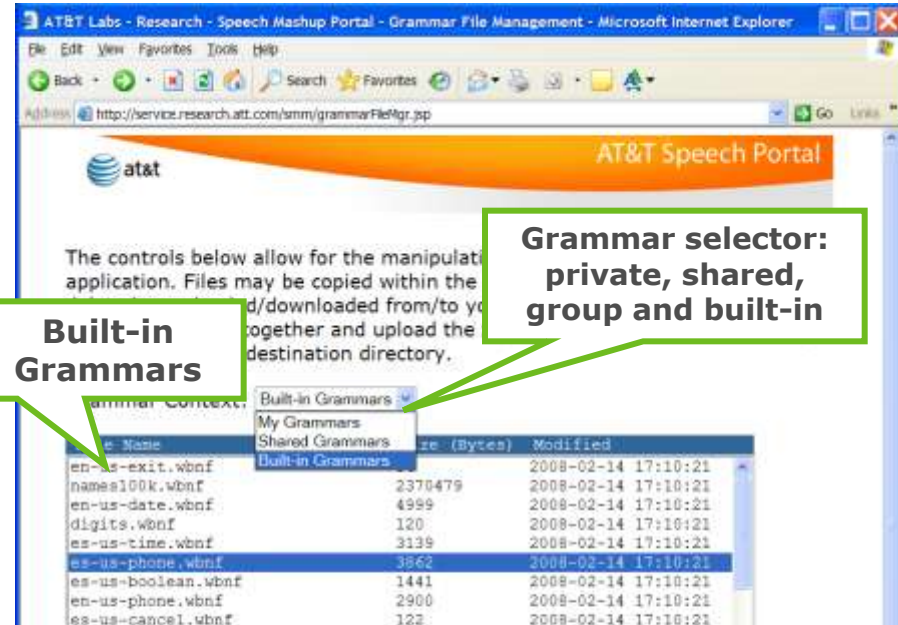 AT&T Labs - Research - Speech Mashup Portal - Grammar File Management - Microsoft Internet Explorer
File Edit View Favorites Tools Help
Back Search Favorites
Address http://service.research.att.com/smm/grammarFileMgr.jsp Go Links
at&t
AT&T Speech Portal
The controls below allow for the
application. Files may be copied within the
/downloaded from/to
together and upload the
destination directory.
Grammar selector:
private, shared,
group and built-in
Built-in
Grammars
Grammar Context: Built-in Grammars
My Grammars
Shared Grammars
Built-in Grammars
Name (Bytes) Modified
en-us-exit.wbnf 2008-02-14 17:10:21
names100k.wbnf 2370479 2008-02-14 17:10:21
en-us-date.wbnf 4999 2008-02-14 17:10:21
digits.wbnf 120 2008-02-14 17:10:21
es-us-time.wbnf 3139 2008-02-14 17:10:21
es-us-phone.wbnf 3862 2008-02-14 17:10:21
es-us-boolean.wbnf 1441 2008-02-14 17:10:21
en-us-phone.wbnf 2900 2008-02-14 17:10:21
es-us-cancel.wbnf 122 2008-02-14 17:10:21